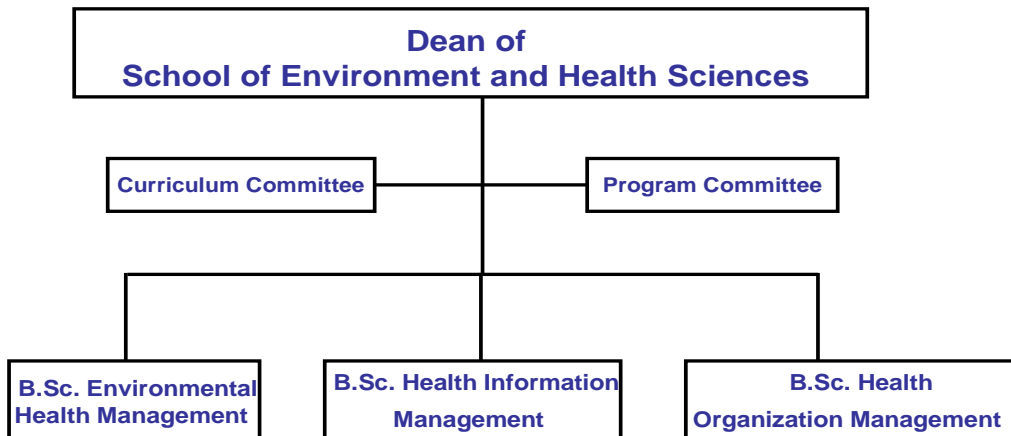 Dean of
School of Environment and Health Sciences
Curriculum Committee
Program Committee
B.Sc. Environmental
Health Management
B.Sc. Health Information
Management
B.Sc. Health
Organization Management